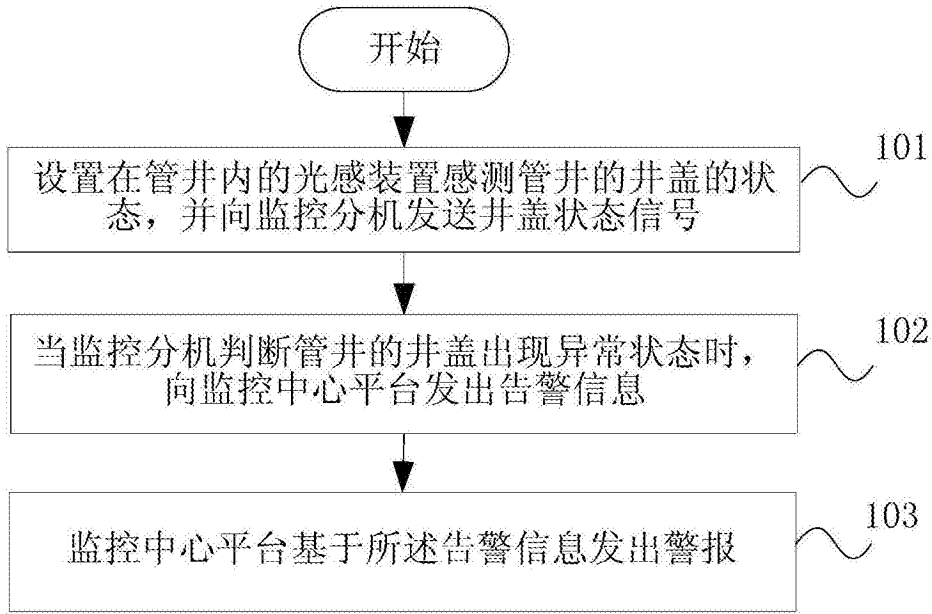 开始
设置在管井内的光感装置感测管井的井盖的状
态，并向监控分机发送井盖状态信号
101
当监控分机判断管井的井盖出现异常状态时，
向监控中心平台发出告警信息
102
监控中心平台基于所述告警信息发出警报
103